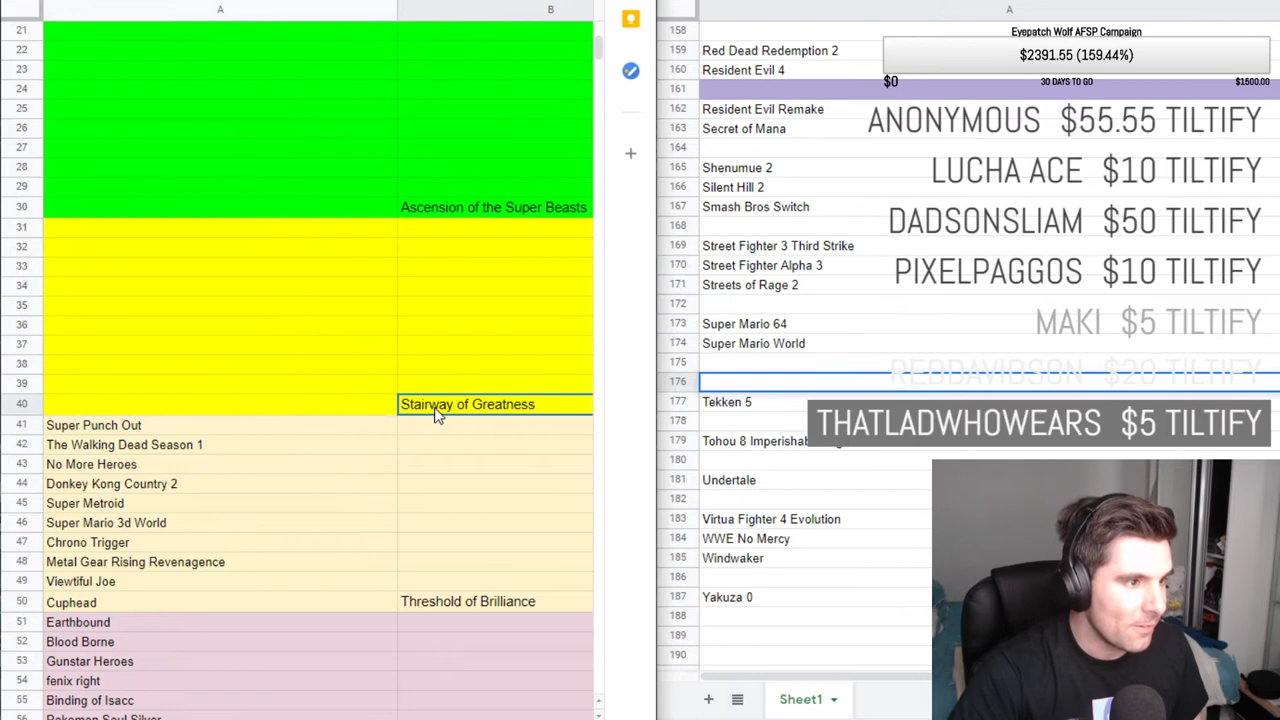 A
B
21
22
23
24
25
26
27
28
29
30
Ascension of the Super Beasts
31
32
33
34
35
36
37
38
39
40
Stairway of Greatness
41 Super Punch Out
42 The Walking Dead Season 1
43 No More Heroes
44 Donkey Kong Country 2
45 Super Metroid
46 Super Mario 3d World
47 Chrono Trigger
48 Metal Gear Rising Revenagence
49 Viewtiful Joe
50 Cuphead Threshold of Brilliance
51 Earthbound
52 Blood Borne
53 Gunstar Heroes
54 fenix right
55 Binding of Isacc
56 Pokemon Soul Silver
A
158
159 Red Dead Redemption 2
160 Resident Evil 4
161
162 Resident Evil Remake
163 Secret of Mana
164
165 Shenumue 2
166 Silent Hill 2
167 Smash Bros Switch
168
169 Street Fighter 3 Third Strike
170 Street Fighter Alpha 3
171 Streets of Rage 2
172
173 Super Mario 64
174 Super Mario World
175
176
177 Tekken 5
178
179 Tohou 8 Imperishab
180
181 Undertale
182
183 Virtua Fighter 4 Evolution
184 WWE No Mercy
185 Windwaker
186
187 Yakuza 0
188
189
190
Sheet1
Eyepatch Wolf AFSP Campaign
$2391.55 (159.44%)
$0 30 DAYS TO GO $1500.00
ANONYMOUS $55.55 TILTIFY
LUCHA ACE $10 TILTIFY
DADSONSLIAM $50 TILTIFY
PIXELPAGGOS $10 TILTIFY
MAKI $5 TILTIFY
REDDAVIDSON $20 TILTIFY
THATLADWHOWEARS $5 TILTIFY